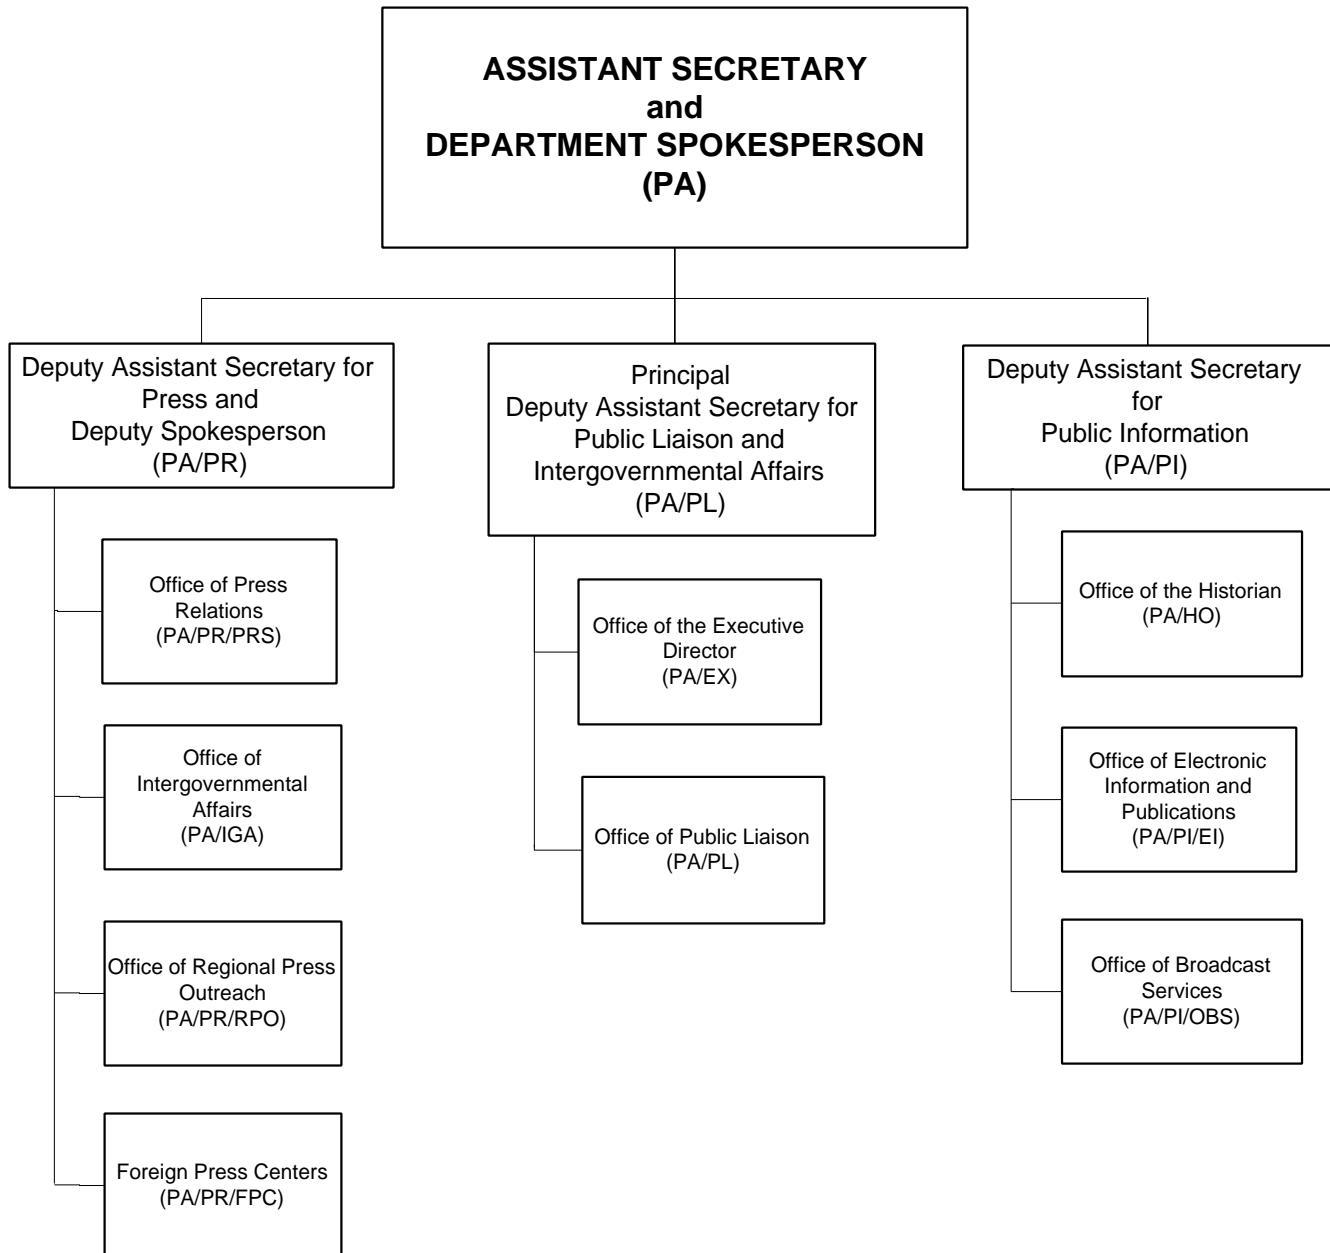 ASSISTANT SECRETARY
and
DEPARTMENT SPOKESPERSON
(PA)
Deputy Assistant Secretary for
Press and
Deputy Spokesperson
(PA/PR)
Office of Press
Relations
(PA/PR/PRS)
Office of
Intergovernmental
Affairs
(PA/IGA)
Office of Regional Press
Outreach
(PA/PR/RPO)
Foreign Press Centers
(PA/PR/FPC)
Principal
Deputy Assistant Secretary for
Public Liaison and
Intergovernmental Affairs
(PA/PL)
Office of the Executive
Director
(PA/EX)
Office of Public Liaison
(PA/PL)
Deputy Assistant Secretary
for
Public Information
(PA/PI)
Office of the Historian
(PA/HO)
Office of Electronic
Information and
Publications
(PA/PI/EI)
Office of Broadcast
Services
(PA/PI/OBS)